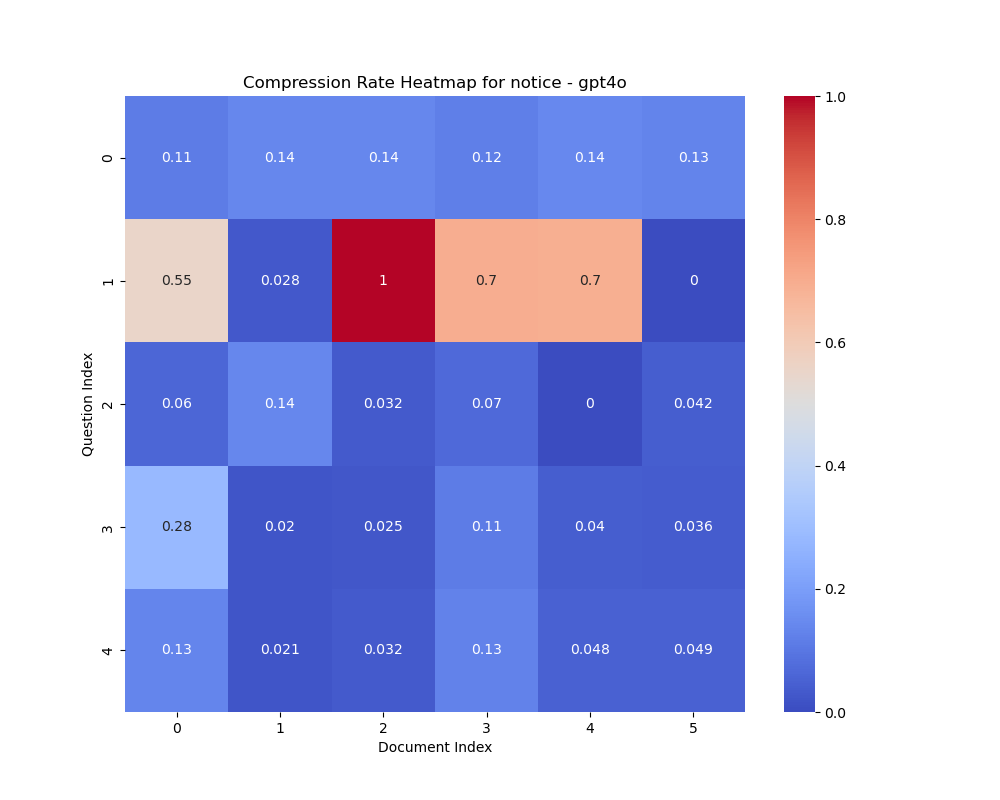 Compression Rate Heatmap for notice - gpt4o
1.0
0 0.11 0.14 0.14 0.12 0.14 0.13
0.8
1 0.55 0.028 1 0.7 0.7 0
0.6
Question Index
2 0.06 0.14 0.032 0.07 0 0.042
0.4
3 0.28 0.02 0.025 0.11 0.04 0.036
0.2
4 0.13 0.021 0.032 0.13 0.048 0.049
0.0
0 1 2 3 4 5
Document Index